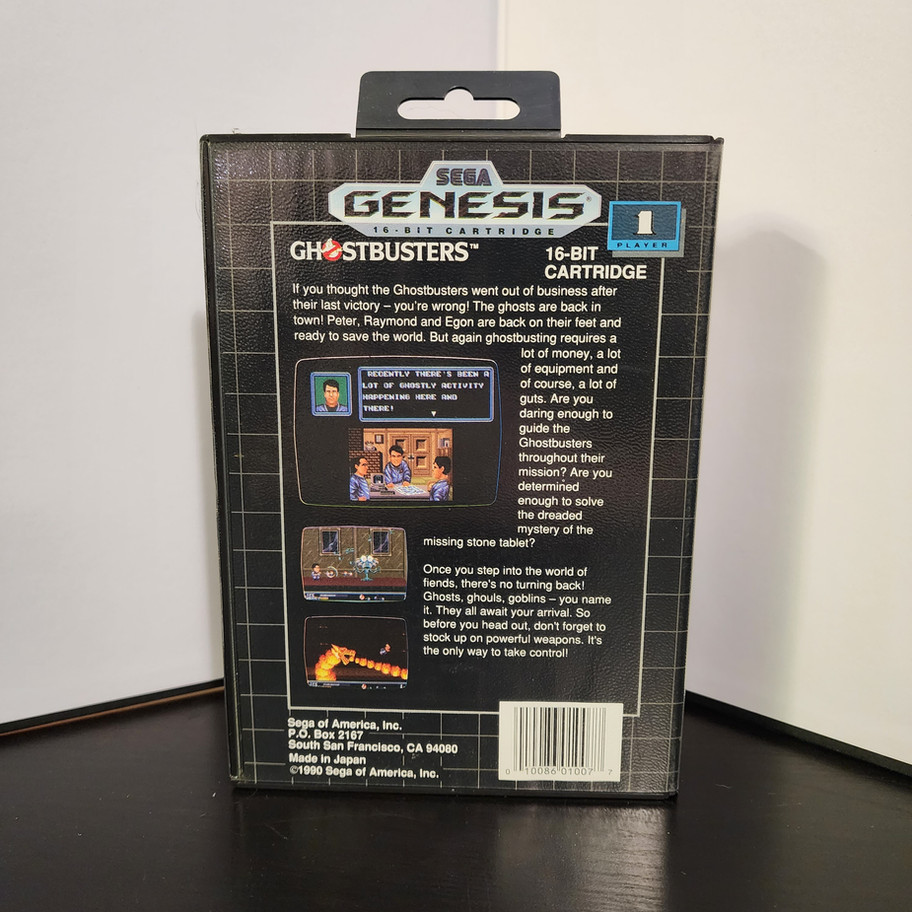 SEGA
GENESIS
16-BIT CARTRIDGE
1
PLAYER
GHOSTBUSTERS™
16-BIT
CARTRIDGE
If you thought the Ghostbusters went out of business after
their last victory – you're wrong! The ghosts are back in
town! Peter, Raymond and Egon are back on their feet and
ready to save the world. But again ghostbusting requires a
lot of money, a lot
of equipment and
of course, a lot of
guts. Are you
daring enough to
guide the
Ghostbusters
throughout their
mission? Are you
determined
enough to solve
the dreaded
mystery of the
missing stone tablet?
RECENTLY THERE'S BEEN A
LOT OF GHOSTLY ACTIVITY
HAPPENING HERE AND
THERE!
Once you step into the world of
fiends, there's no turning back!
Ghosts, ghouls, goblins – you name
it. They all await your arrival. So
before you head out, don't forget to
stock up on powerful weapons. It's
the only way to take control!
Sega of America, Inc.
P.O. Box 2167
South San Francisco, CA 94080
Made in Japan
©1990 Sega of America, Inc.
0 10086 01007 7